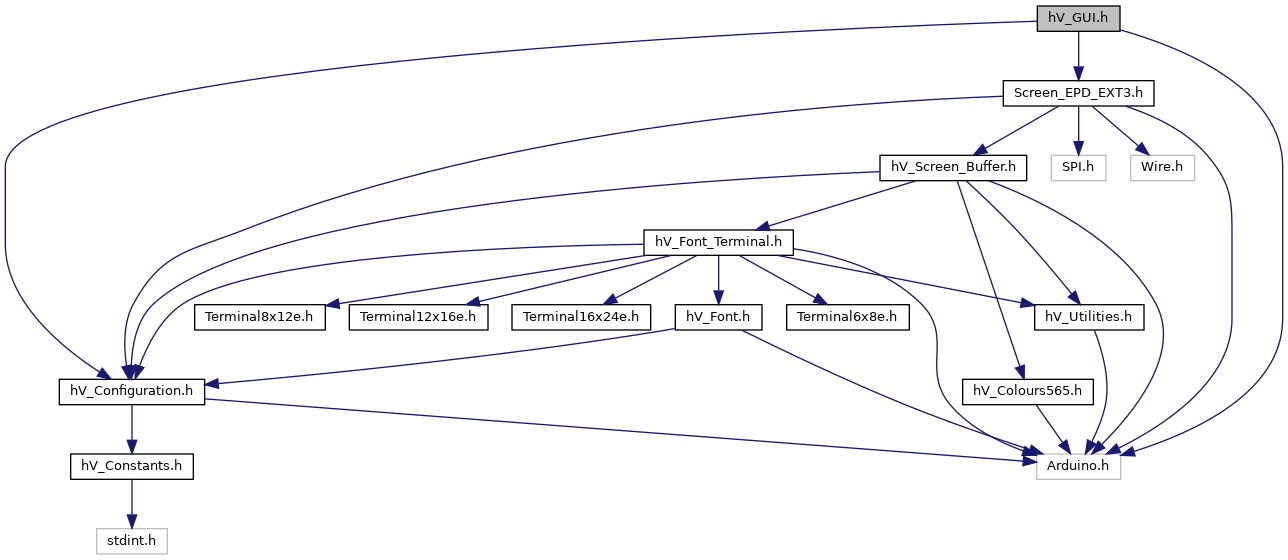 hV_GUI.h
Screen_EPD_EXT3.h
hV_Screen_Buffer.h
SPI.h
Wire.h
hV_Font_Terminal.h
Terminal8x12e.h
Terminal12x16e.h
Terminal16x24e.h
hV_Font.h
Terminal6x8e.h
hV_Utilities.h
hV_Configuration.h
hV_Colours565.h
hV_Constants.h
Arduino.h
stdint.h